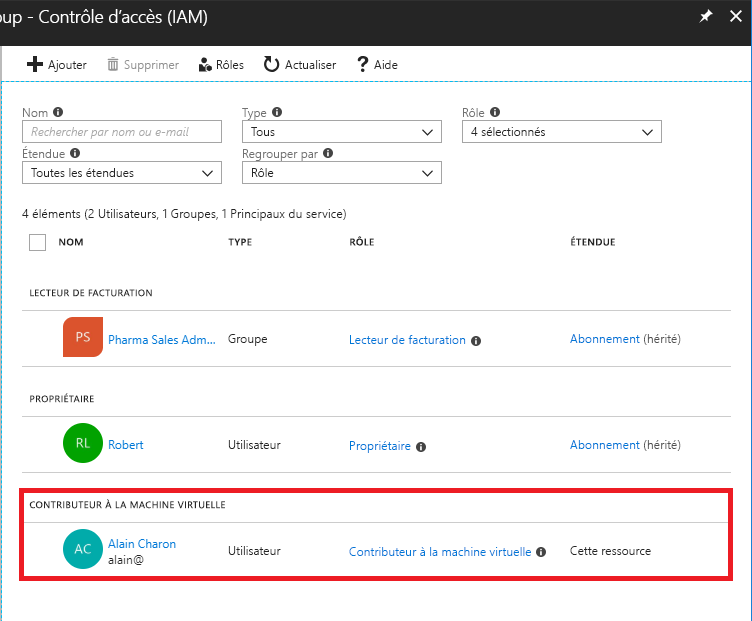 oup - Contrôle d'accès (IAM)
Ajouter Supprimer Rôles Actualiser ? Aide
Nom Type Rôle
Rechercher par nom ou e-mail Tous 4 sélectionnés
Étendue Regrouper par
Toutes les étendues Rôle
4 éléments (2 Utilisateurs, 1 Groupes, 1 Principaux du service)
NOM TYPE RÔLE ÉTENDUE
LECTEUR DE FACTURATION
PS Pharma Sales Adm... Groupe Lecteur de facturation Abonnement (hérité)
PROPRIÉTAIRE
RL Robert Utilisateur Propriétaire Abonnement (hérité)
CONTRIBUTEUR À LA MACHINE VIRTUELLE
AC Alain Charon Utilisateur Contributeur à la machine virtuelle Cette ressource
alain@